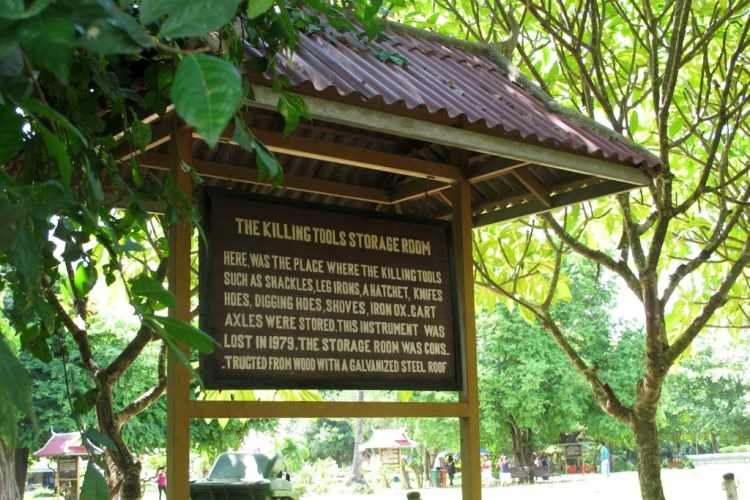 THE KILLING TOOLS STORAGE ROOM
HERE, WAS THE PLACE WHERE THE KILLING TOOLS
SUCH AS SHACKLES, LEG IRONS, A HATCHET, KNIFES
HOES, DIGGING HOES, SHOVES, IRON OX. CART
AXLES WERE STORED. THIS INSTRUMENT WAS
LOST IN 1979. THE STORAGE ROOM WAS CONS_
.TRUCTED FROM WOOD WITH A GALVANIZED STEEL ROOF